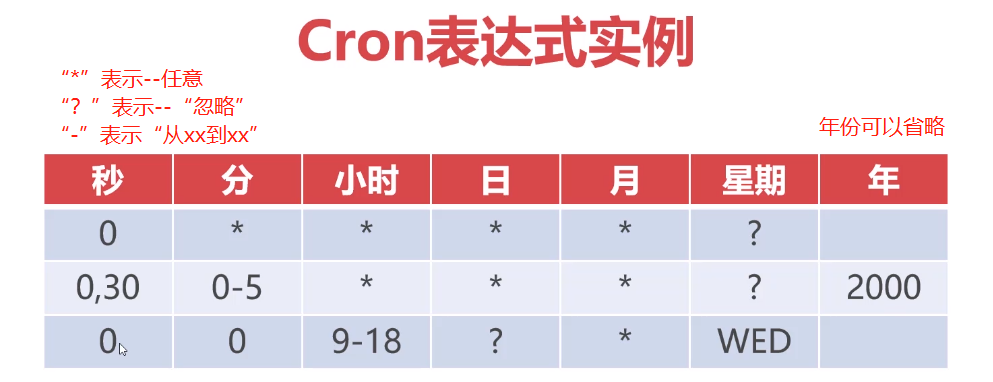 Cron表达式实例
“*”表示--任意
“？”表示--“忽略”
“-”表示“从xx到xx”
年份可以省略
秒 分 小时 日 月 星期 年
0 * * * * ?
0,30 0-5 * * * ? 2000
0 0 9-18 ? * WED